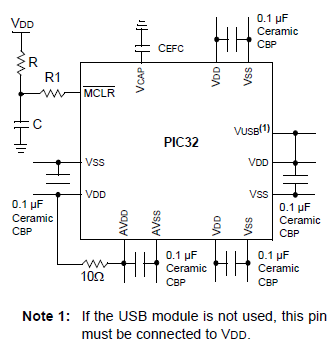 VDD
R
R1
C
MCLR
CEFC
VCAP
VDD
VSS
0.1 µF
Ceramic
CBP
PIC32
VUSB(1)
VDD
VSS
0.1 µF
Ceramic
CBP
VSS
VDD
0.1 µF
Ceramic
CBP
10Ω
AVDD
AVSS
0.1 µF
Ceramic
CBP
VDD
VSS
0.1 µF
Ceramic
CBP
Note 1: If the USB module is not used, this pin
must be connected to VDD.